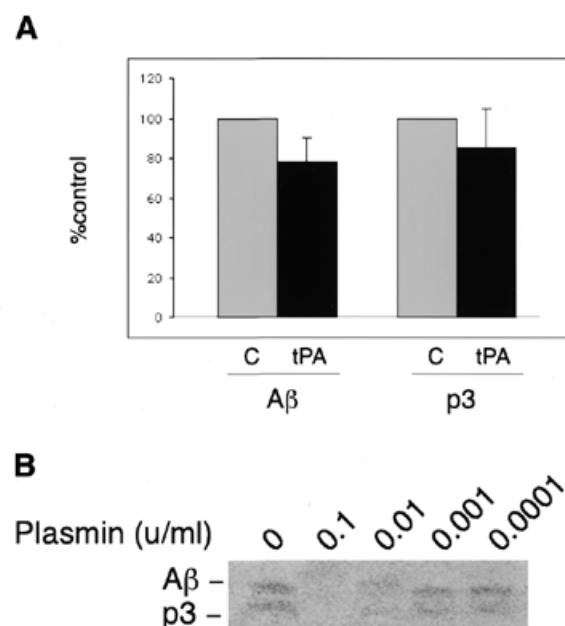 A
120
100
80
60
40
20
0
%control
C tPA C tPA
Aβ p3
B
Plasmin (u/ml) 0 0.1 0.01 0.001 0.0001
Aβ –
p3 –